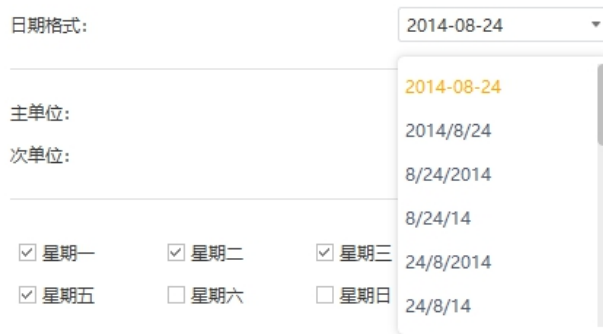 日期格式： 2014-08-24
2014-08-24
2014/8/24
主单位：
8/24/2014
次单位：
8/24/14
星期一 星期二 星期三
24/8/2014
星期五 星期六 星期日
24/8/14